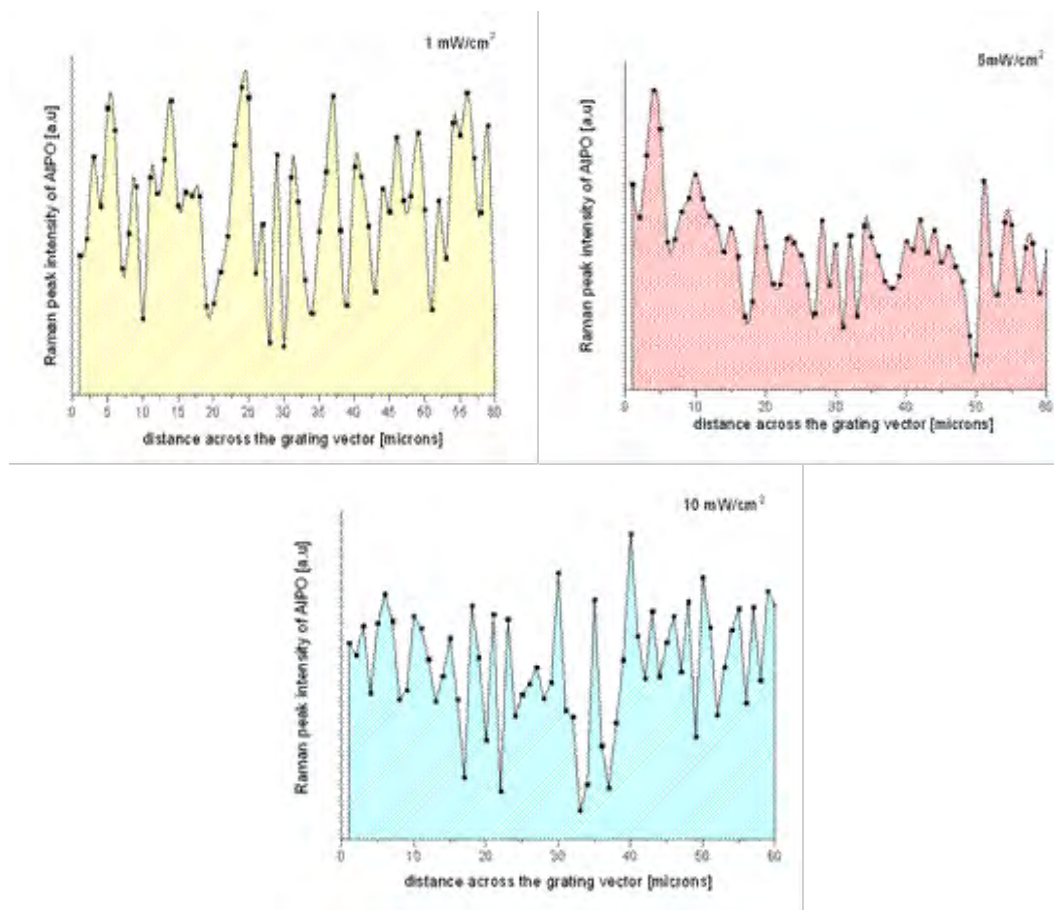 1 mW/cm²
Raman peak intensity of AlPO [a.u]
0 5 10 15 20 25 30 35 40 45 50 55 60
distance across the grating vector [microns]
5mW/cm²
Raman peak intensity of AlPO [a.u]
0 10 20 30 40 50 60
distance across the grating vector [microns]
10 mW/cm²
Raman peak intensity of AlPO [a.u]
0 10 20 30 40 50 60
distance across the grating vector [microns]